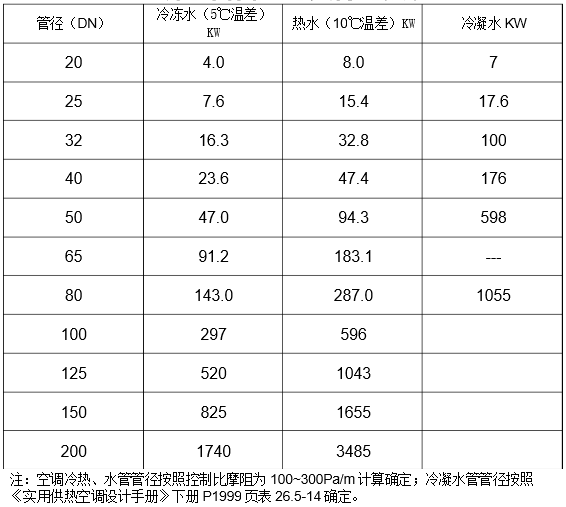 管径（DN） 冷冻水（5℃温差）KW 热水（10℃温差）KW 冷凝水 KW
20 4.0 8.0 7
25 7.6 15.4 17.6
32 16.3 32.8 100
40 23.6 47.4 176
50 47.0 94.3 598
65 91.2 183.1 ---
80 143.0 287.0 1055
100 297 596
125 520 1043
150 825 1655
200 1740 3485
注：空调冷热、水管管径按照控制比摩阻为 100~300Pa/m 计算确定；冷凝水管管径按照
《实用供热空调设计手册》下册 P1999 页表 26.5-14 确定。